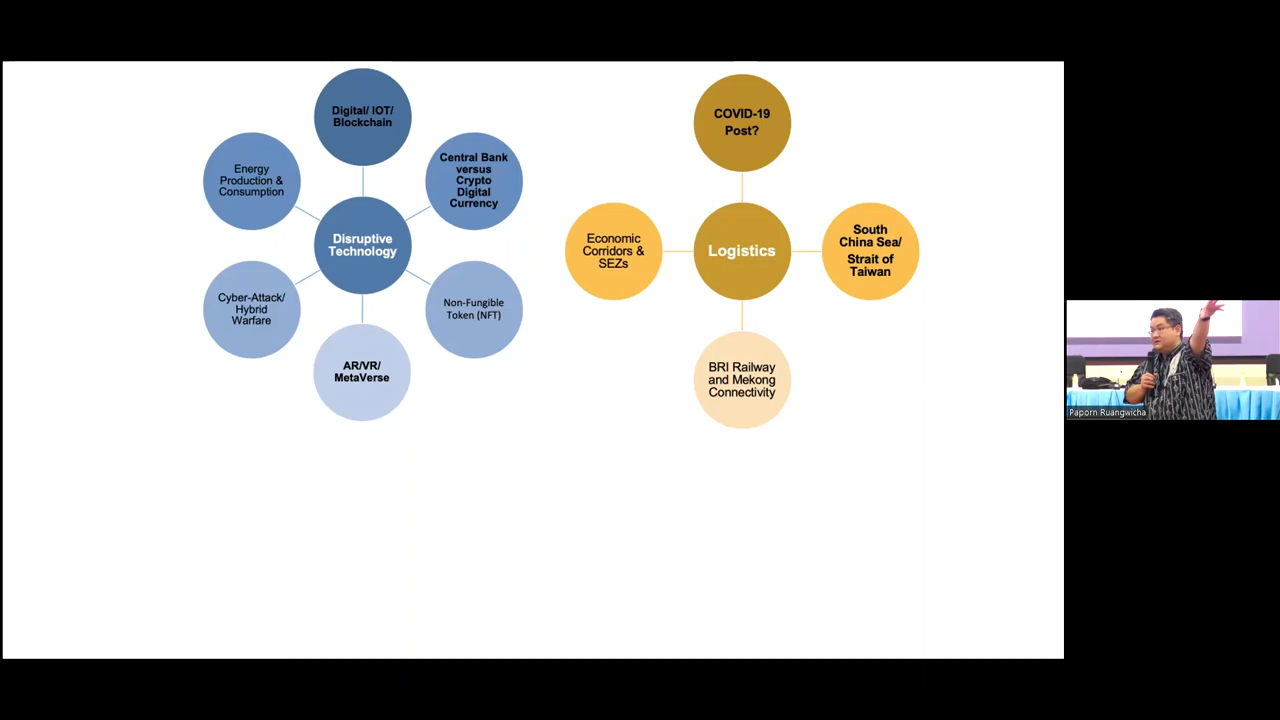 Digital/ IOT/
Blockchain
Energy
Production &
Consumption
Central Bank
versus
Crypto
Digital
Currency
Disruptive
Technology
Cyber-Attack/
Hybrid
Warfare
Non-Fungible
Token (NFT)
AR/VR/
MetaVerse
COVID-19
Post?
Economic
Corridors &
SEZs
Logistics
South
China Sea/
Strait of
Taiwan
BRI Railway
and Mekong
Connectivity
Paporn Ruangwicha